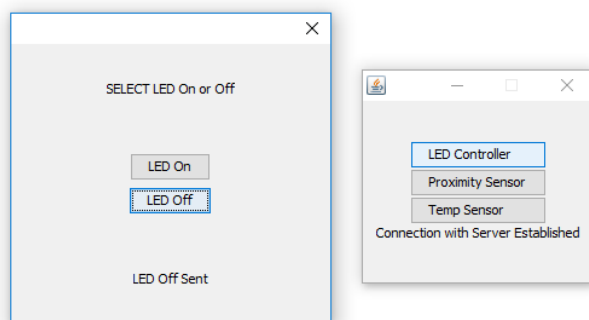 SELECT LED On or Off
LED On
LED Off
LED Off Sent
LED Controller
Proximity Sensor
Temp Sensor
Connection with Server Established